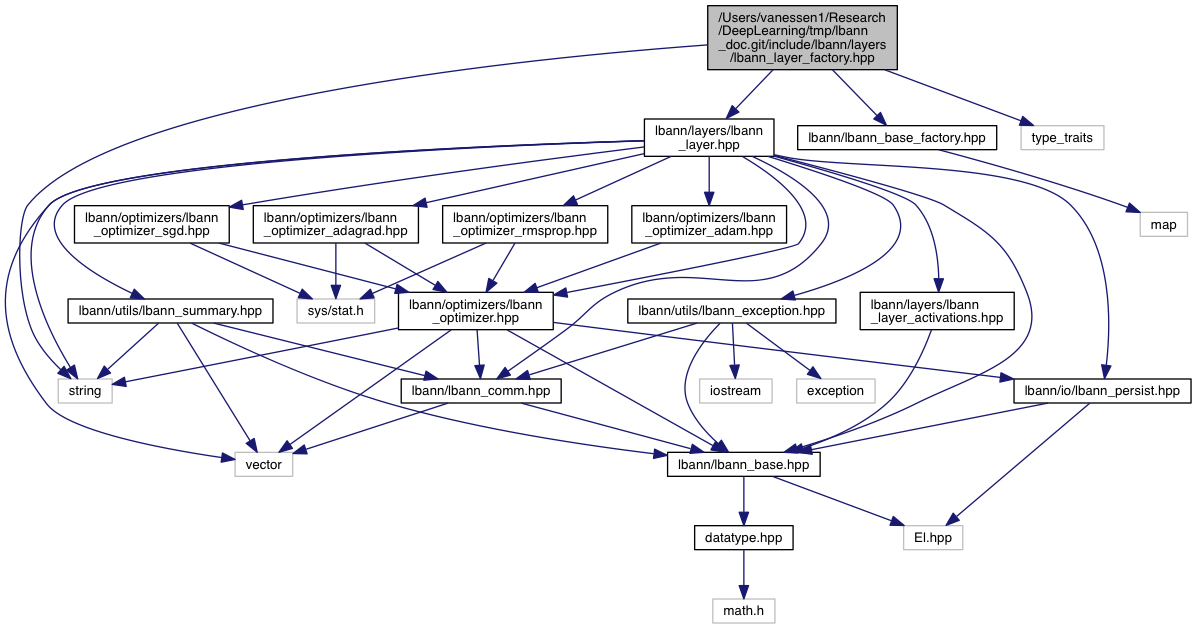 /Users/vanessen1/Research
/DeepLearning/tmp/lbann
_doc.git/include/lbann/layers
/lbann_layer_factory.hpp
lbann/layers/lbann
_layer.hpp
lbann/lbann_base_factory.hpp
type_traits
lbann/optimizers/lbann
_optimizer_sgd.hpp
lbann/optimizers/lbann
_optimizer_adagrad.hpp
lbann/optimizers/lbann
_optimizer_rmsprop.hpp
lbann/optimizers/lbann
_optimizer_adam.hpp
map
lbann/utils/lbann_summary.hpp
sys/stat.h
lbann/optimizers/lbann
_optimizer.hpp
lbann/utils/lbann_exception.hpp
lbann/layers/lbann
_layer_activations.hpp
string
lbann/lbann_comm.hpp
iostream
exception
lbann/io/lbann_persist.hpp
vector
lbann/lbann_base.hpp
datatype.hpp
El.hpp
math.h